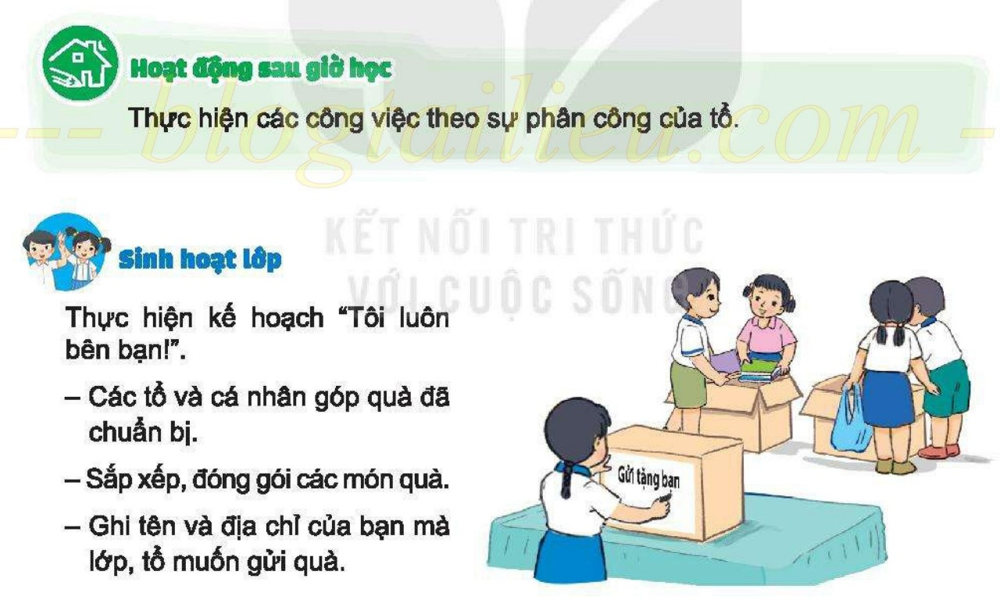 Hoạt động sau giờ học
Thực hiện các công việc theo sự phân công của tổ.
--- blogtailieu.com -
KẾT NỐI TRI THỨC
VỚI CUỘC SỐNG
Sinh hoạt lớp
Thực hiện kế hoạch “Tôi luôn
bên bạn!”.
– Các tổ và cá nhân góp quà đã
chuẩn bị.
– Sắp xếp, đóng gói các món quà.
– Ghi tên và địa chỉ của bạn mà
lớp, tổ muốn gửi quà.
Gửi tặng bạn